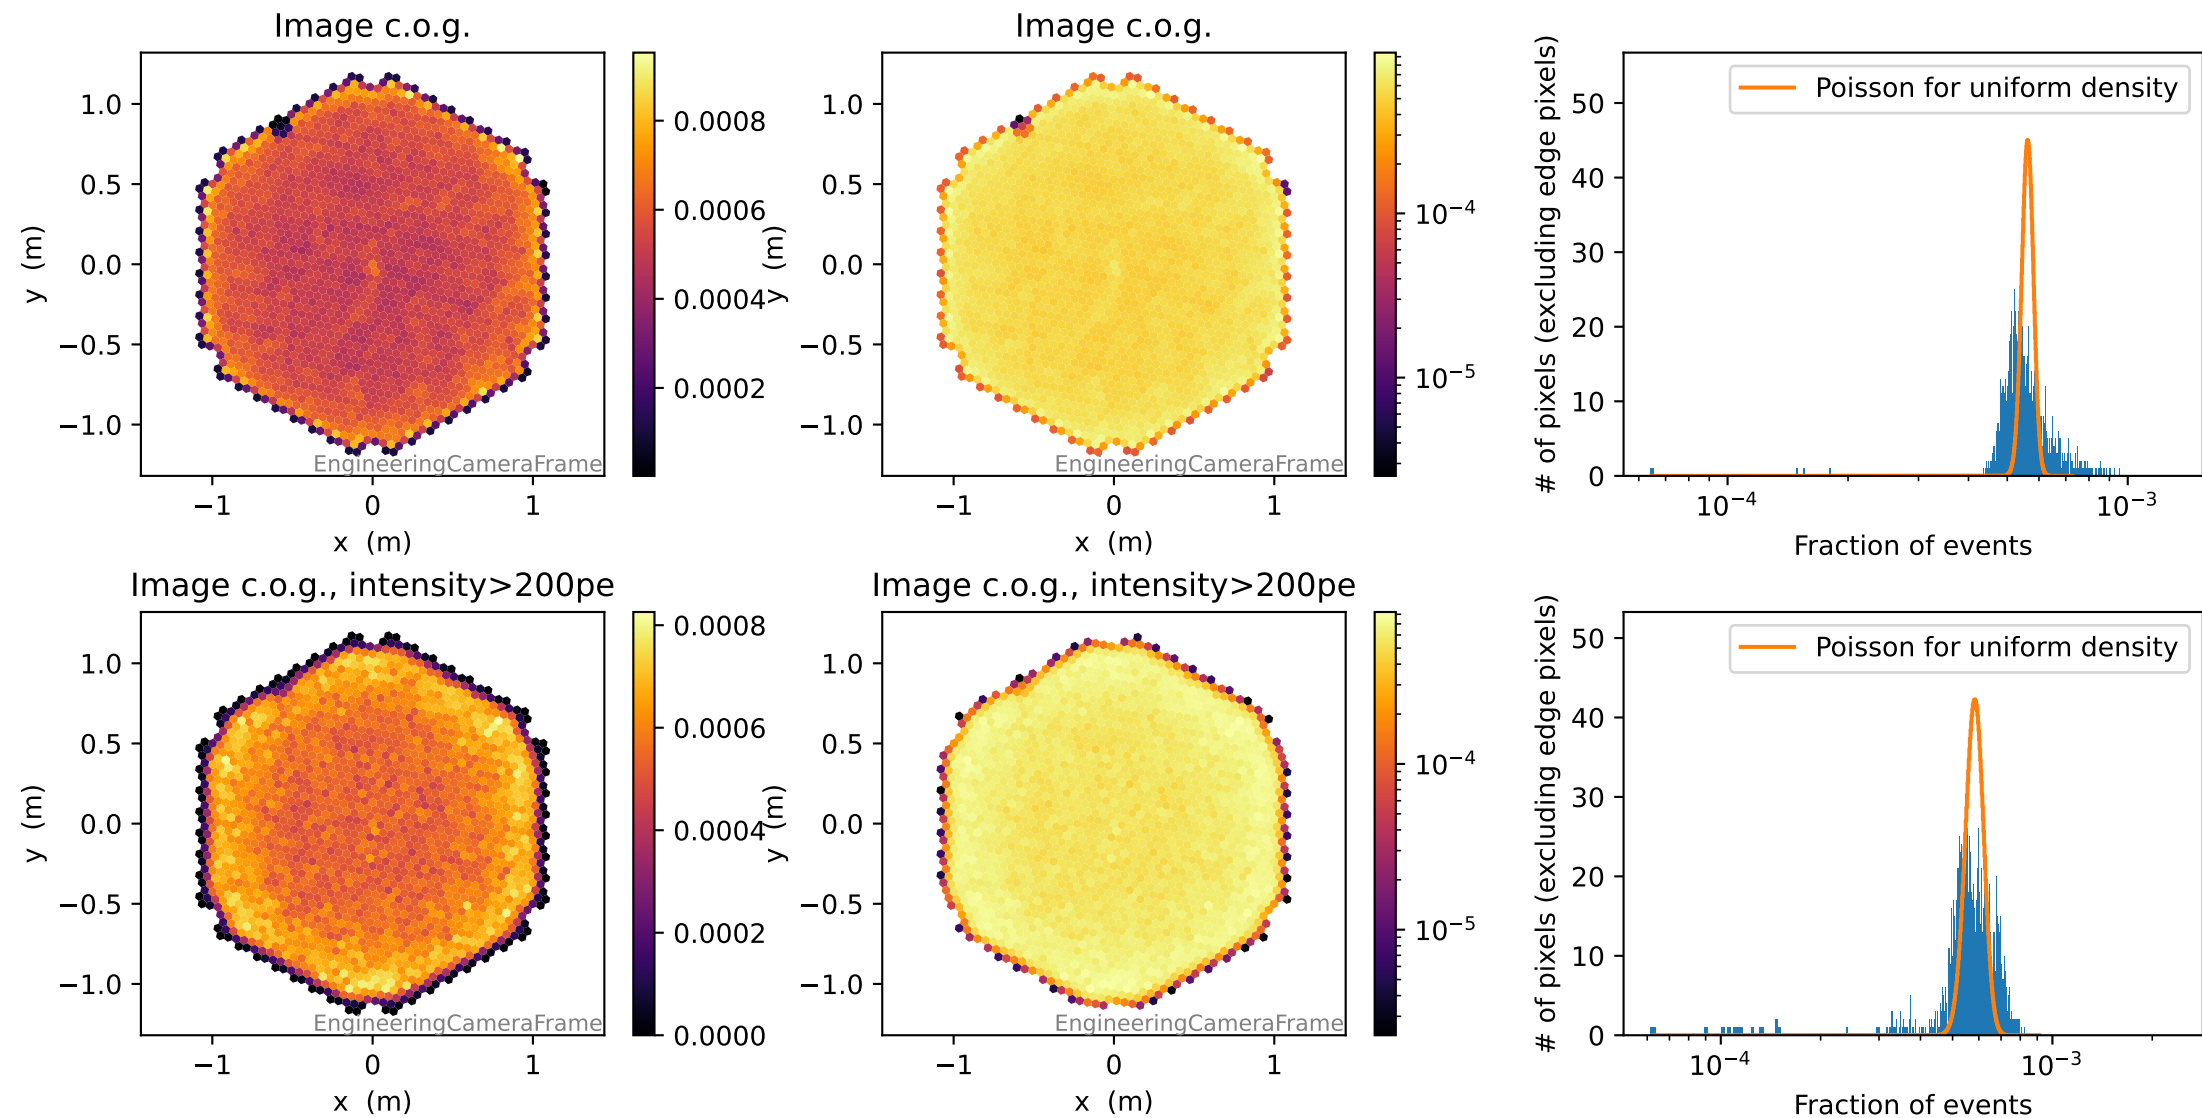 Image c.o.g.
1.0
0.5
0.0
−0.5
−1.0
y (m)
EngineeringCameraFrame
−1
0
1
x (m)
0.0008
0.0006
0.0004
0.0002
Image c.o.g.
1.0
0.5
0.0
−0.5
−1.0
y (m)
EngineeringCameraFrame
−1
0
1
x (m)
10⁻⁴
10⁻⁵
Poisson for uniform density
50
40
30
20
10
0
# of pixels (excluding edge pixels)
10⁻⁴
10⁻³
Fraction of events
Image c.o.g., intensity>200pe
1.0
0.5
0.0
−0.5
−1.0
y (m)
EngineeringCameraFrame
−1
0
1
x (m)
0.0008
0.0006
0.0004
0.0002
0.0000
Image c.o.g., intensity>200pe
1.0
0.5
0.0
−0.5
−1.0
y (m)
EngineeringCameraFrame
−1
0
1
x (m)
10⁻⁴
10⁻⁵
Poisson for uniform density
50
40
30
20
10
0
# of pixels (excluding edge pixels)
10⁻⁴
10⁻³
Fraction of events